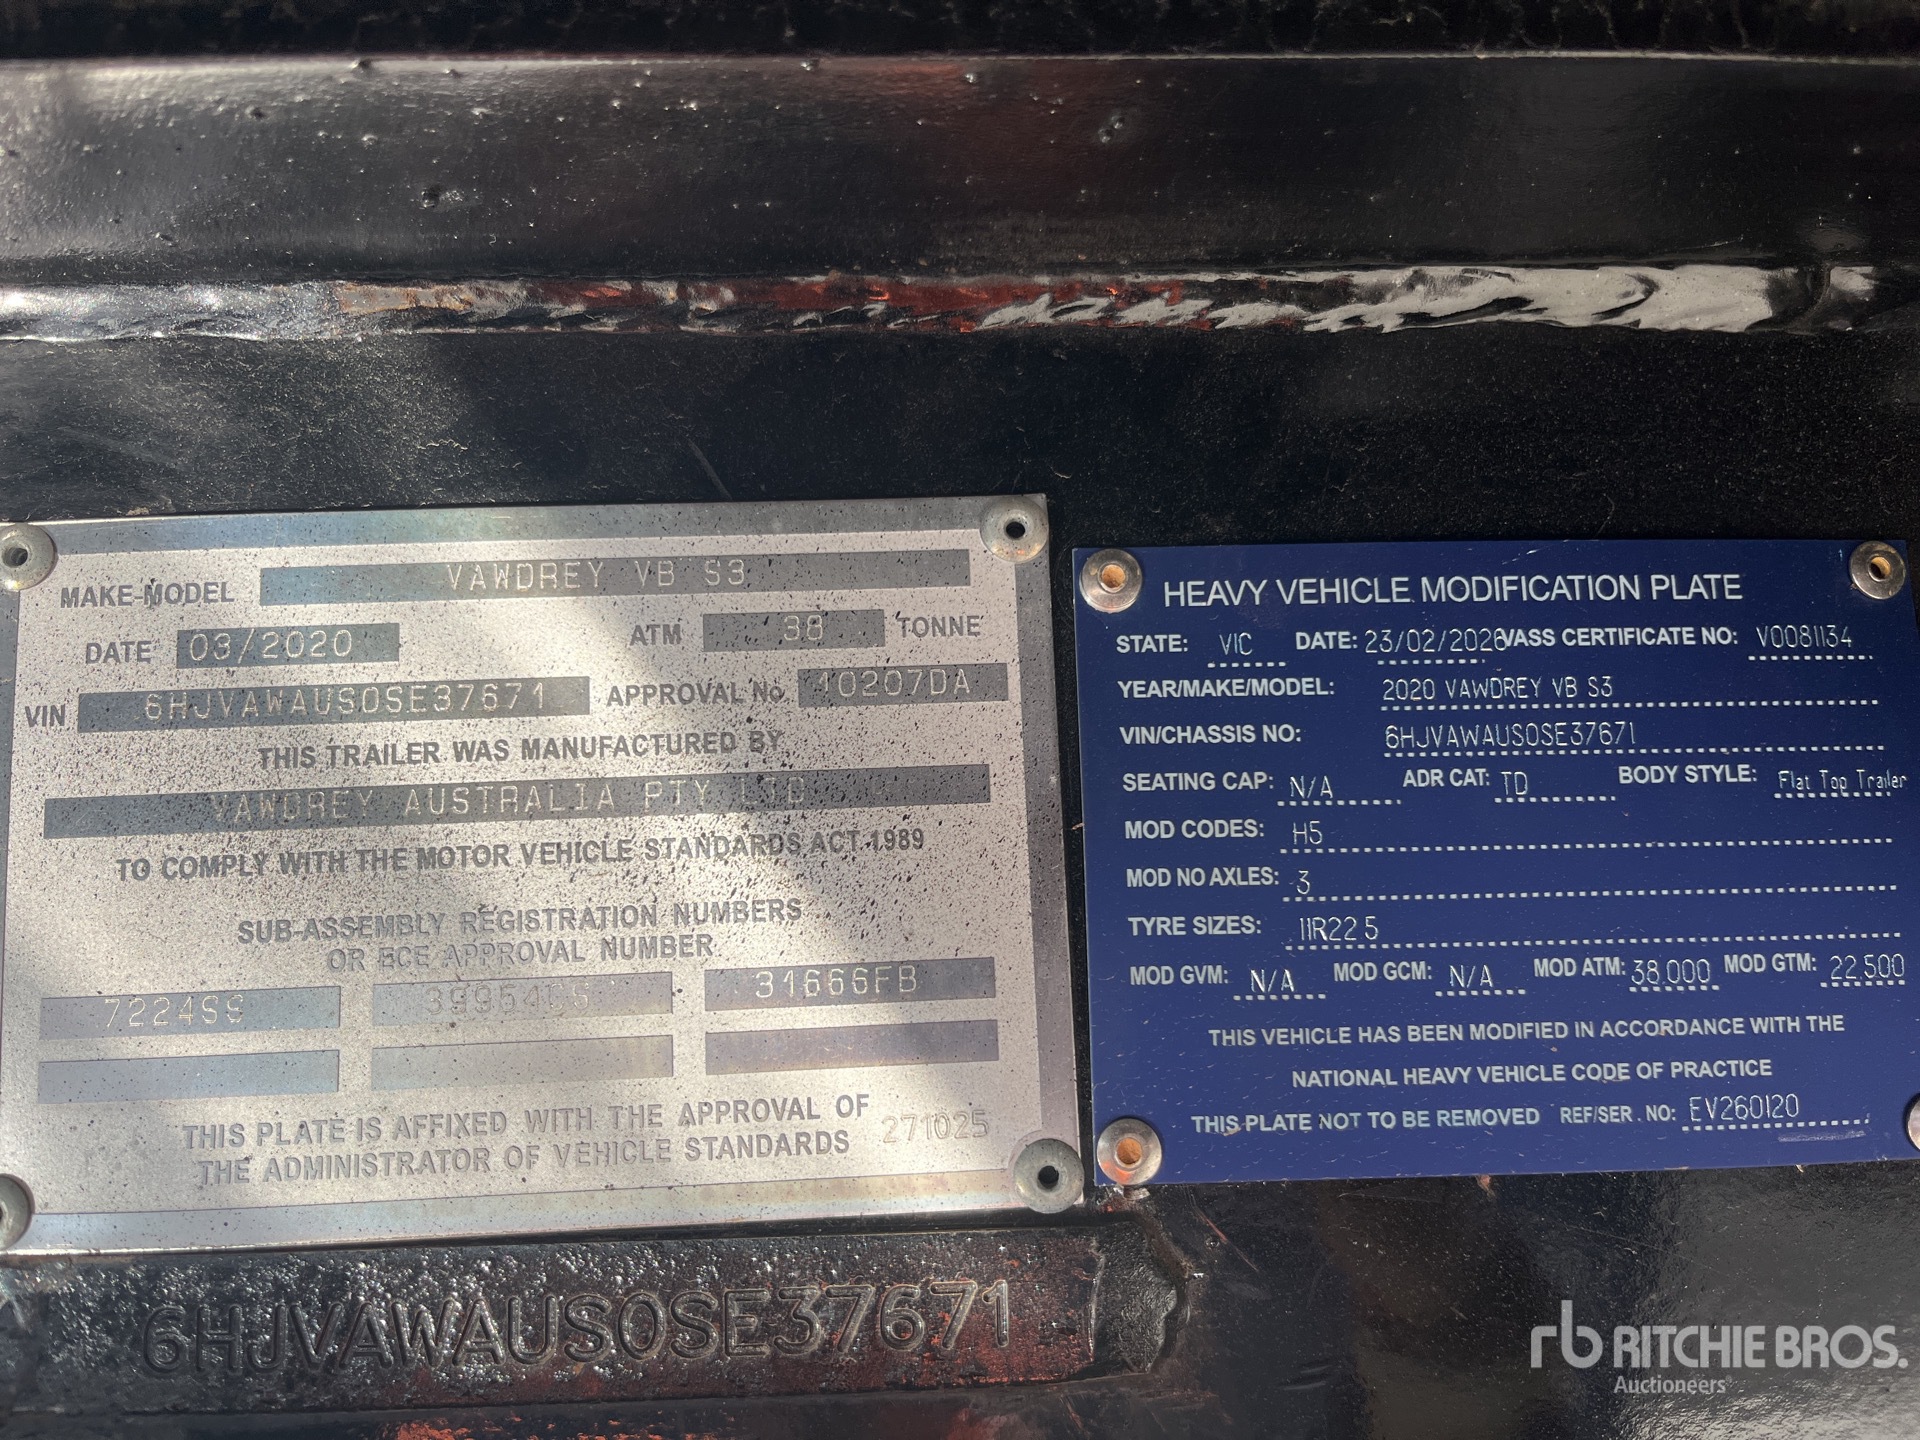 MAKE-MODEL VAWDREY VB S3
DATE 03/2020 ATM 38 TONNE
VIN 6HJVAWAUS0SE37671 APPROVAL No 10207DA
THIS TRAILER WAS MANUFACTURED BY
VAWDREY AUSTRALIA PTY LTD
TO COMPLY WITH THE MOTOR VEHICLE STANDARDS ACT 1989
SUB-ASSEMBLY REGISTRATION NUMBERS
OR ECE APPROVAL NUMBER
7224SS 31666FB
THIS PLATE IS AFFIXED WITH THE APPROVAL OF
THE ADMINISTRATOR OF VEHICLE STANDARDS 271025
6HJVAWAUS0SE37671
HEAVY VEHICLE MODIFICATION PLATE
STATE: VIC DATE: 23/02/2026 VASS CERTIFICATE NO: V0081134
YEAR/MAKE/MODEL: 2020 VAWDREY VB S3
VIN/CHASSIS NO: 6HJVAWAUS0SE37671
SEATING CAP: N/A ADR CAT: TD BODY STYLE: Flat Top Trailer
MOD CODES: H5
MOD NO AXLES: 3
TYRE SIZES: 11R22.5
MOD GVM: N/A MOD GCM: N/A MOD ATM: 38,000 MOD GTM: 22,500
THIS VEHICLE HAS BEEN MODIFIED IN ACCORDANCE WITH THE
NATIONAL HEAVY VEHICLE CODE OF PRACTICE
THIS PLATE NOT TO BE REMOVED REF/SER. NO: EV260120
rb RITCHIE BROS.
Auctioneers